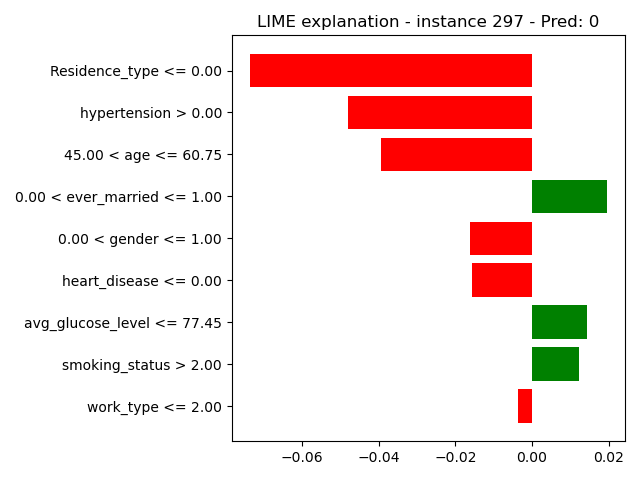 LIME explanation - instance 297 - Pred: 0
Residence_type <= 0.00
hypertension > 0.00
45.00 < age <= 60.75
0.00 < ever_married <= 1.00
0.00 < gender <= 1.00
heart_disease <= 0.00
avg_glucose_level <= 77.45
smoking_status > 2.00
work_type <= 2.00
−0.06 −0.04 −0.02 0.00 0.02